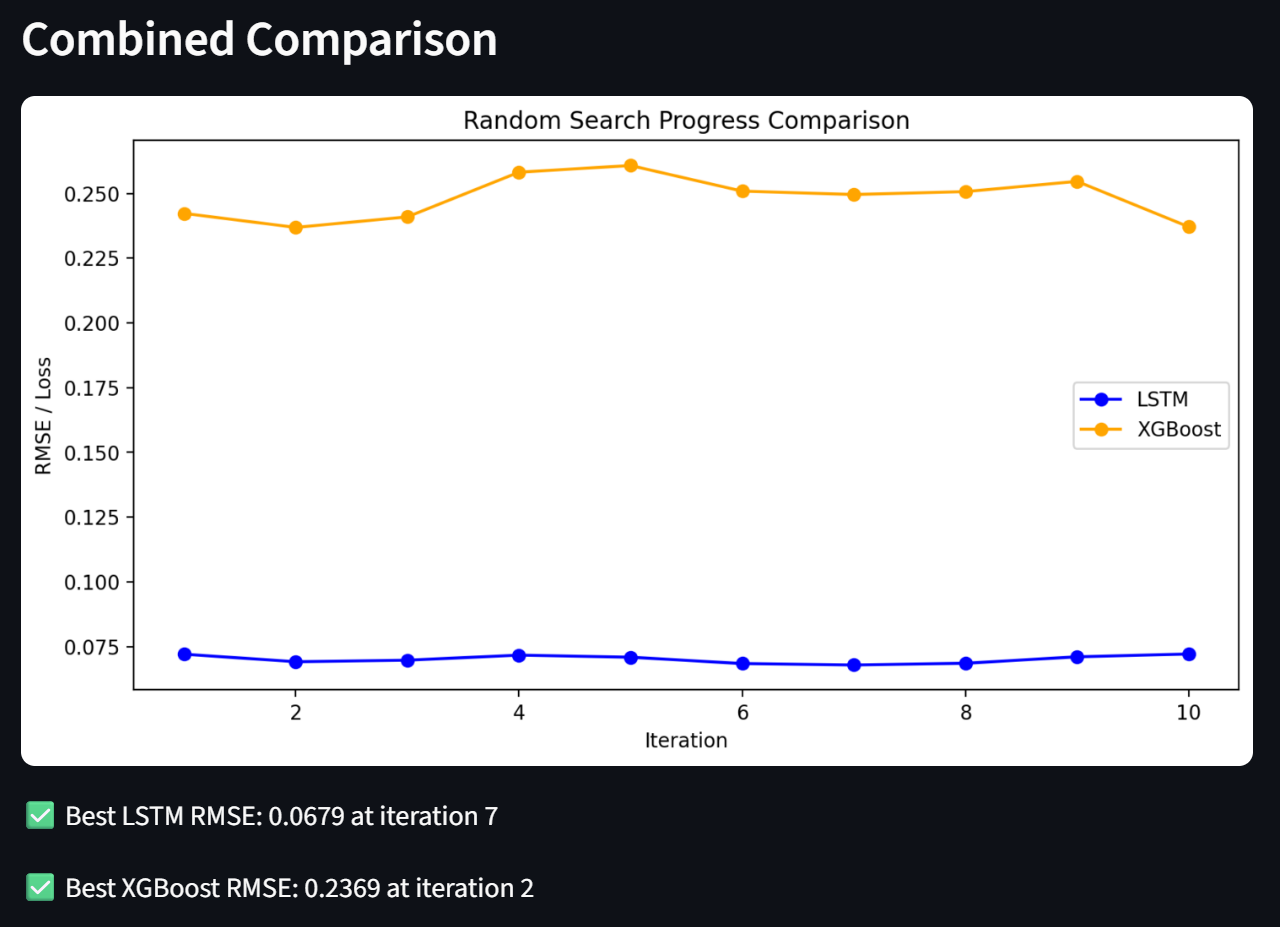 Combined Comparison
Random Search Progress Comparison
0.250
0.225
0.200
0.175
0.150
0.125
0.100
0.075
RMSE / Loss
LSTM
XGBoost
2 4 6 8 10
Iteration
✅ Best LSTM RMSE: 0.0679 at iteration 7
✅ Best XGBoost RMSE: 0.2369 at iteration 2